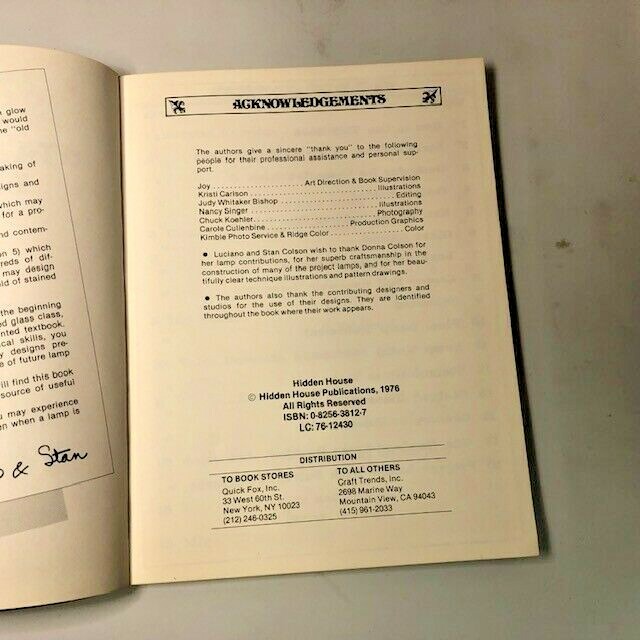 n glow
would
he "old
aking of
signs and
which may
for a pro-
and contem-
on 5) which
reds of dif-
may design
ld of stained
the beginning
ed glass class,
nted textbook.
ical skills, you
y designs pre-
e of future lamp
ill find this book
source of useful
u may experience
en when a lamp is
& Stan
ACKNOWLEDGEMENTS
The authors give a sincere "thank you" to the following
people for their professional assistance and personal sup-
port.
Joy........................Art Direction & Book Supervision
Kristi Carlson................................Illustrations
Judy Whitaker Bishop................................Editing
Nancy Singer................................Illustrations
Chuck Koehler................................Photography
Carole Cullenbine........................Production Graphics
Kimble Photo Service & Ridge Color....................Color
● Luciano and Stan Colson wish to thank Donna Colson for
her lamp contributions, for her superb craftsmanship in the
construction of many of the project lamps, and for her beau-
tifully clear technique illustrations and pattern drawings.
● The authors also thank the contributing designers and
studios for the use of their designs. They are identified
throughout the book where their work appears.
Hidden House
© Hidden House Publications, 1976
All Rights Reserved
ISBN: 0-8256-3812-7
LC: 76-12430
DISTRIBUTION
TO BOOK STORES
Quick Fox, Inc.
33 West 60th St.
New York, NY 10023
(212) 246-0325
TO ALL OTHERS
Craft Trends, Inc.
2698 Marine Way
Mountain View, CA 94043
(415) 961-2033